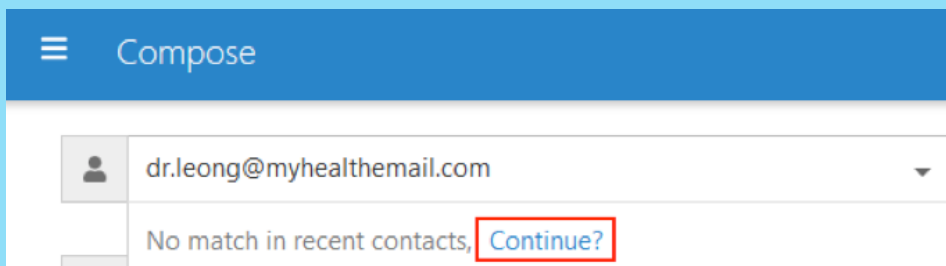 Compose
dr.leong@myhealthemail.com
No match in recent contacts, Continue?